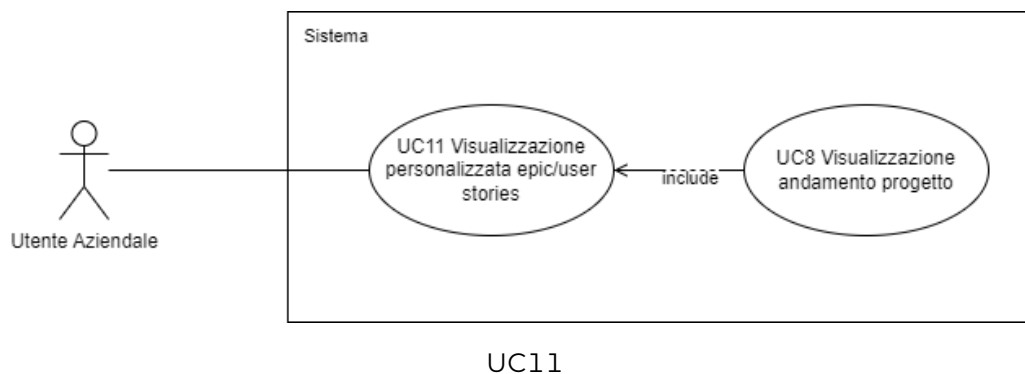 Sistema
UC11 Visualizzazione
personalizzata epic/user
stories
include
UC8 Visualizzazione
andamento progetto
Utente Aziendale
UC11